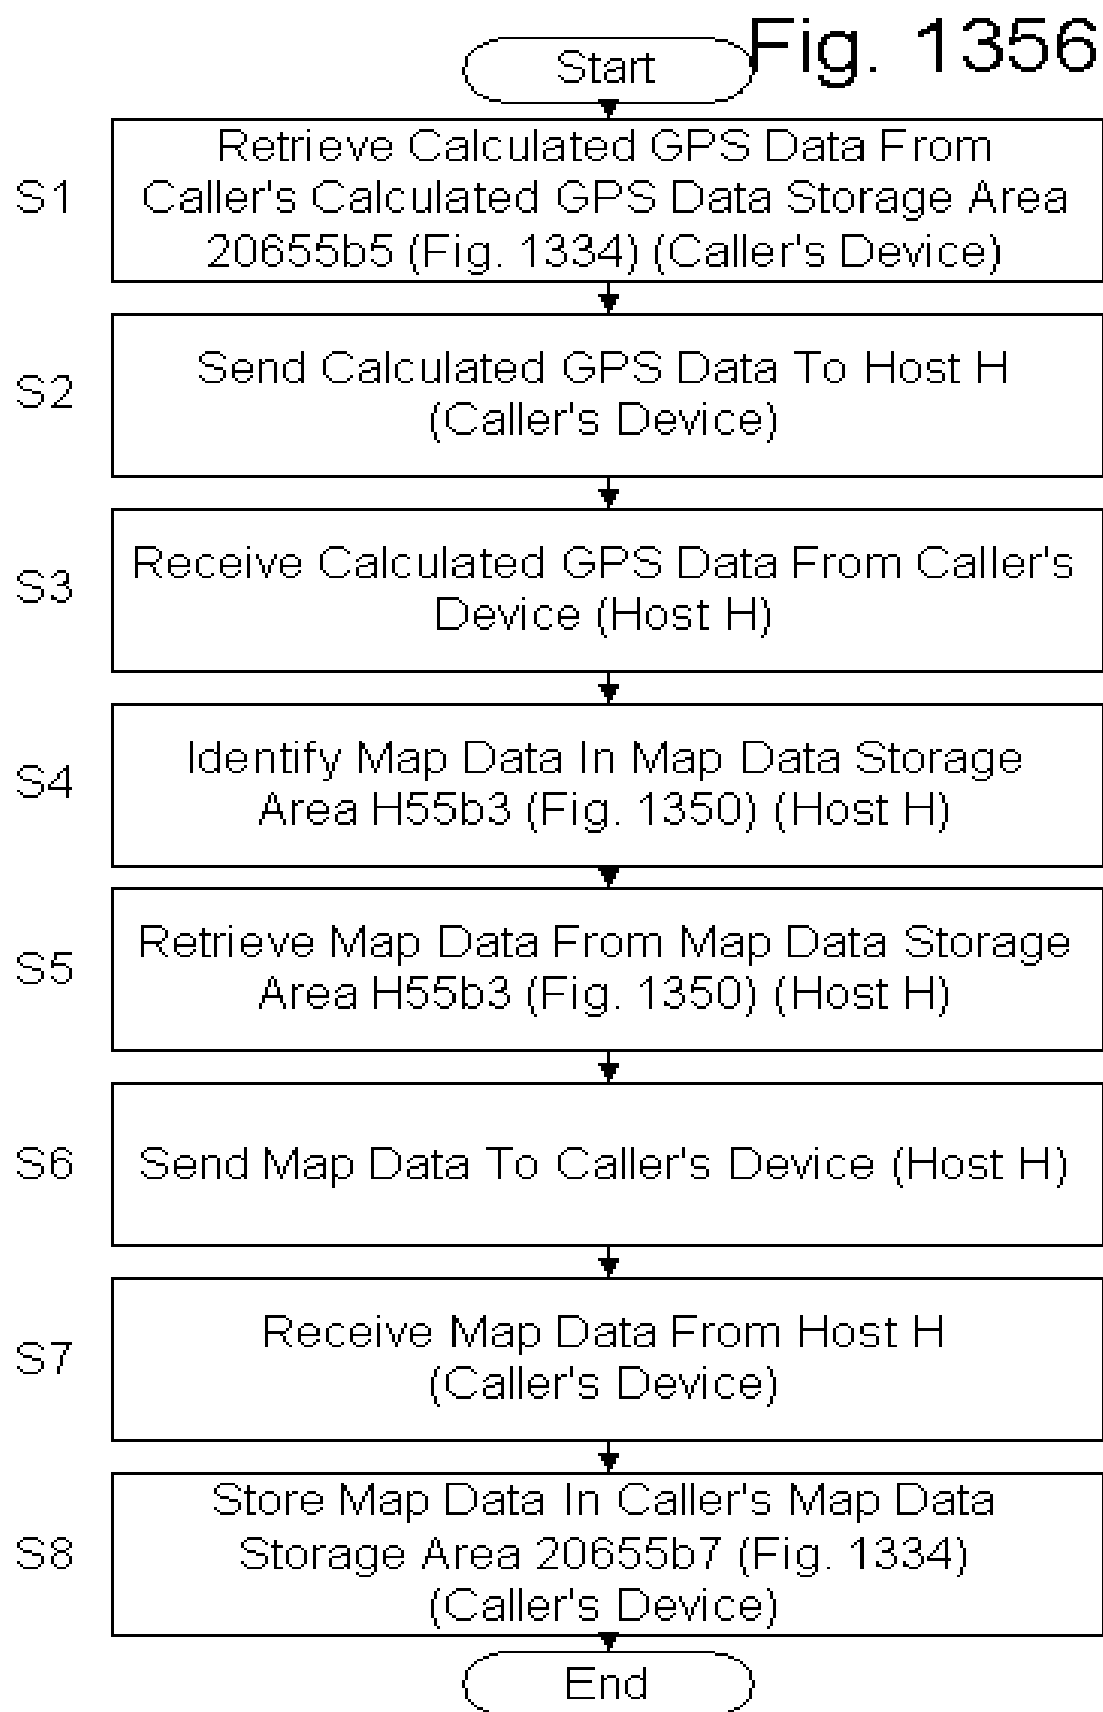 Fig. 1356
Start
S1
Retrieve Calculated GPS Data From
Caller's Calculated GPS Data Storage Area
20655b5 (Fig. 1334) (Caller's Device)
S2
Send Calculated GPS Data To Host H
(Caller's Device)
S3
Receive Calculated GPS Data From Caller's
Device (Host H)
S4
Identify Map Data In Map Data Storage
Area H55b3 (Fig. 1350) (Host H)
S5
Retrieve Map Data From Map Data Storage
Area H55b3 (Fig. 1350) (Host H)
S6
Send Map Data To Caller's Device (Host H)
S7
Receive Map Data From Host H
(Caller's Device)
S8
Store Map Data In Caller's Map Data
Storage Area 20655b7 (Fig. 1334)
(Caller's Device)
End